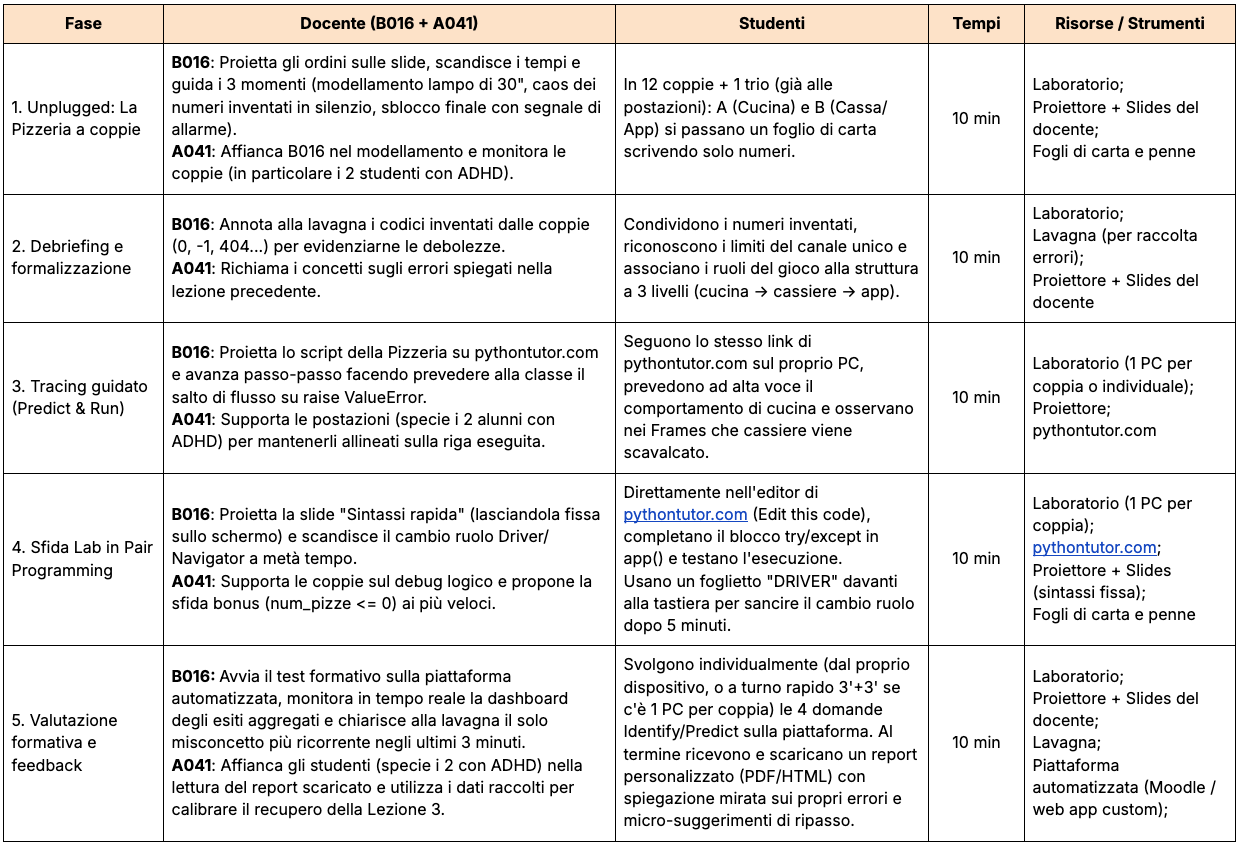 Fase
Docente (B016 + A041)
Studenti
Tempi
Risorse / Strumenti
1. Unplugged: La
Pizzeria a coppie
B016: Proietta gli ordini sulle slide, scandisce i tempi e
guida i 3 momenti (modellamento lampo di 30", caos dei
numeri inventati in silenzio, sblocco finale con segnale di
allarme).
A041: Affianca B016 nel modellamento e monitora le
coppie (in particolare i 2 studenti con ADHD).
In 12 coppie + 1 trio (già alle
postazioni): A (Cucina) e B (Cassa/
App) si passano un foglio di carta
scrivendo solo numeri.
10 min
Laboratorio;
Proiettore + Slides del
docente;
Fogli di carta e penne
2. Debriefing e
formalizzazione
B016: Annota alla lavagna i codici inventati dalle coppie
(0, -1, 404...) per evidenziarne le debolezze.
A041: Richiama i concetti sugli errori spiegati nella
lezione precedente.
Condividono i numeri inventati,
riconoscono i limiti del canale unico e
associano i ruoli del gioco alla struttura
a 3 livelli (cucina → cassiere → app).
10 min
Laboratorio;
Lavagna (per raccolta
errori);
Proiettore + Slides del
docente
3. Tracing guidato
(Predict & Run)
B016: Proietta lo script della Pizzeria su pythontutor.com
e avanza passo-passo facendo prevedere alla classe il
salto di flusso su raise ValueError.
A041: Supporta le postazioni (specie i 2 alunni con
ADHD) per mantenerli allineati sulla riga eseguita.
Seguono lo stesso link di
pythontutor.com sul proprio PC,
prevedono ad alta voce il
comportamento di cucina e osservano
nei Frames che cassiere viene
scavalcato.
10 min
Laboratorio (1 PC per
coppia o individuale);
Proiettore;
pythontutor.com
4. Sfida Lab in Pair
Programming
B016: Proietta la slide "Sintassi rapida" (lasciandola fissa
sullo schermo) e scandisce il cambio ruolo Driver/
Navigator a metà tempo.
A041: Supporta le coppie sul debug logico e propone la
sfida bonus (num_pizze <= 0) ai più veloci.
Direttamente nell'editor di
pythontutor.com (Edit this code),
completano il blocco try/except in
app() e testano l'esecuzione.
Usano un foglietto "DRIVER" davanti
alla tastiera per sancire il cambio ruolo
dopo 5 minuti.
10 min
Laboratorio (1 PC per
coppia);
pythontutor.com;
Proiettore + Slides
(sintassi fissa);
Fogli di carta e penne
5. Valutazione
formativa e
feedback
B016: Avvia il test formativo sulla piattaforma
automatizzata, monitora in tempo reale la dashboard
degli esiti aggregati e chiarisce alla lavagna il solo
misconcetto più ricorrente negli ultimi 3 minuti.
A041: Affianca gli studenti (specie i 2 con ADHD) nella
lettura del report scaricato e utilizza i dati raccolti per
calibrare il recupero della Lezione 3.
Svolgono individualmente (dal proprio
dispositivo, o a turno rapido 3'+3' se
c'è 1 PC per coppia) le 4 domande
Identify/Predict sulla piattaforma. Al
termine ricevono e scaricano un report
personalizzato (PDF/HTML) con
spiegazione mirata sui propri errori e
micro-suggerimenti di ripasso.
10 min
Laboratorio;
Proiettore + Slides del
docente;
Lavagna;
Piattaforma
automatizzata (Moodle /
web app custom);